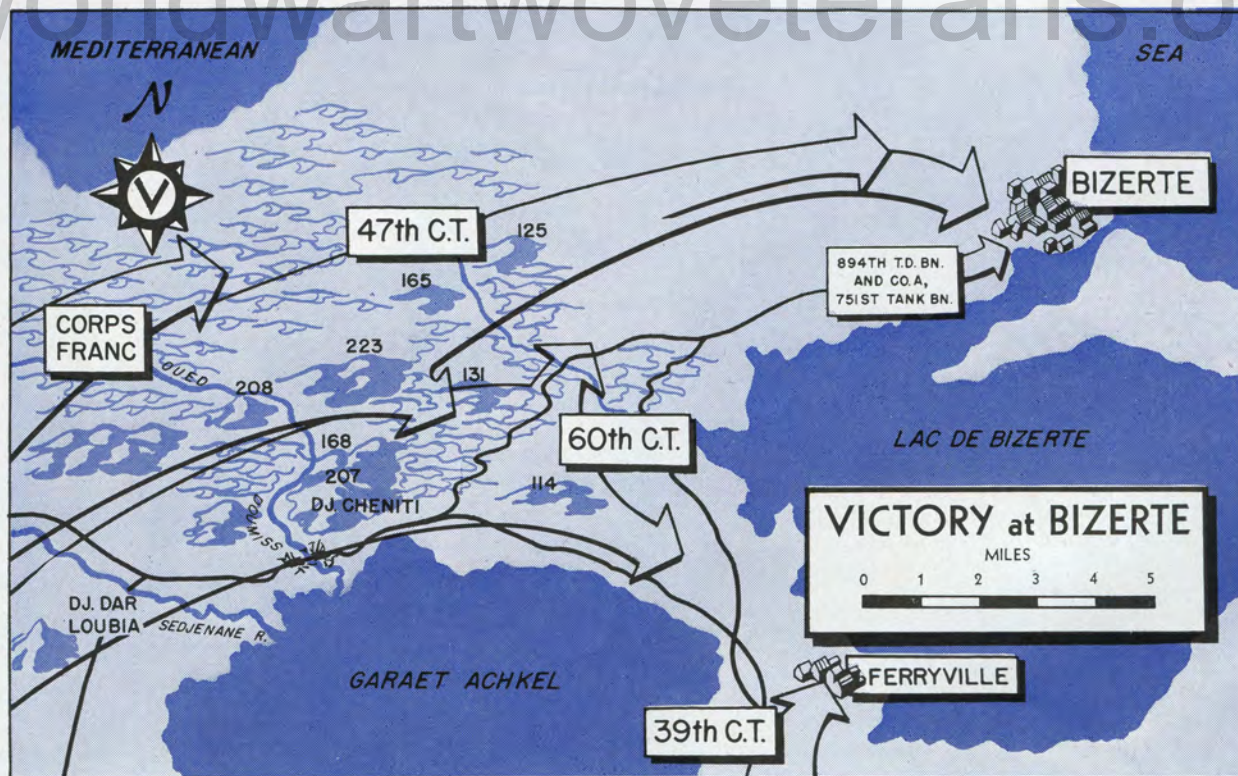 worldwartwoveterans.o
MEDITERRANEAN
SEA
N
V
BIZERTE
47th C.T.
125
894TH T.D. BN.
AND CO. A,
751ST TANK BN.
165
CORPS
FRANC
223
OUED
131
208
60th C.T.
LAC DE BIZERTE
168
207
114
DJ. CHENITI
VICTORY at BIZERTE
MILES
0 1 2 3 4 5
DJ. DAR
LOUBIA
SEDJENANE R.
GARAET ACHKEL
FERRYVILLE
39th C.T.